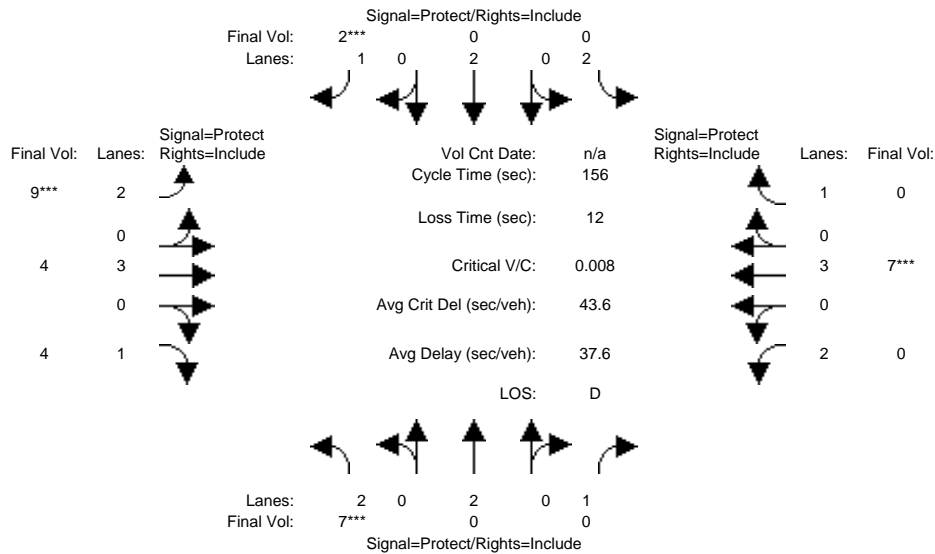 Signal=Protect/Rights=Include
Final Vol: 2*** 0 0
Lanes: 1 0 2 0 2
Signal=Protect Signal=Protect
Final Vol: Lanes: Rights=Include Vol Cnt Date: n/a Rights=Include Lanes: Final Vol:
Cycle Time (sec): 156
9*** 2 1 0
Loss Time (sec): 12
0 0
4 3 Critical V/C: 0.008 3 7***
0 Avg Crit Del (sec/veh): 43.6 0
4 1 Avg Delay (sec/veh): 37.6 2 0
LOS: D
Lanes: 2 0 2 0 1
Final Vol: 7*** 0 0
Signal=Protect/Rights=Include